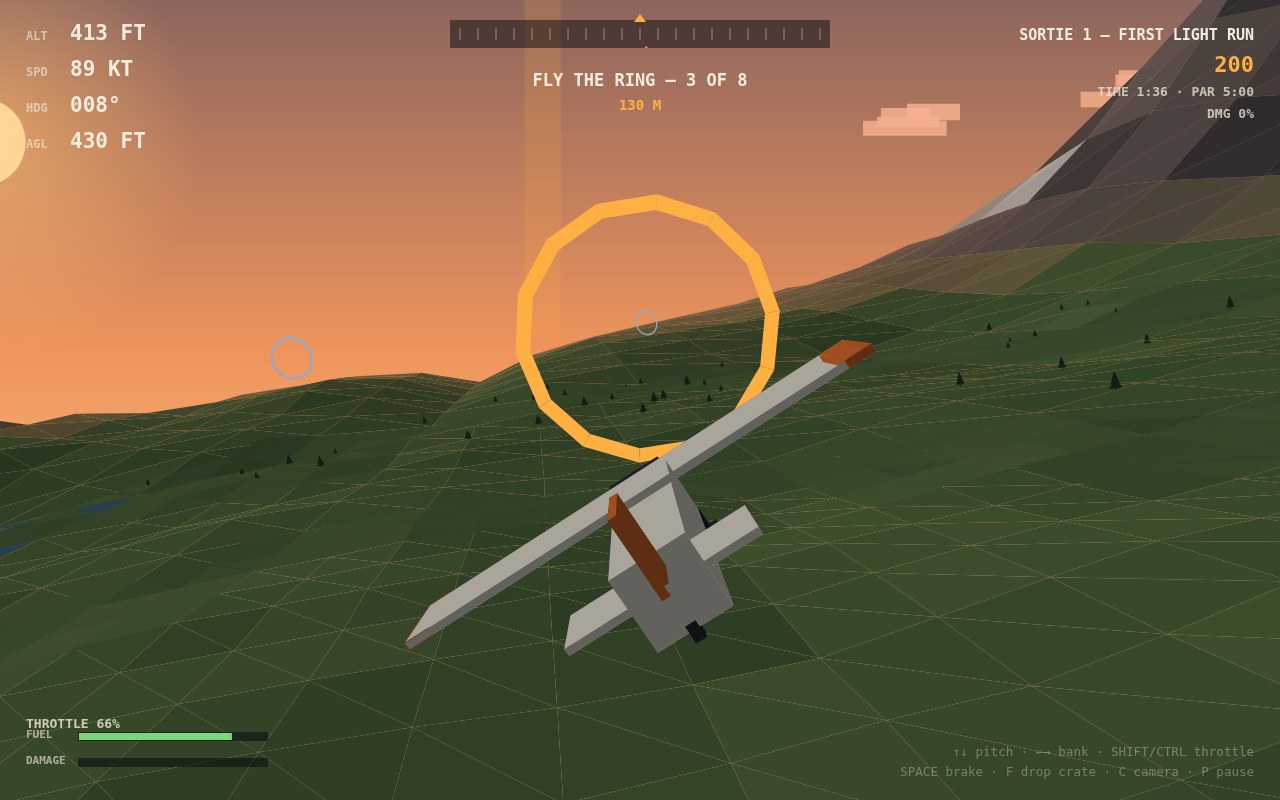 ALT 413 FT
SPD 89 KT
HDG 008°
AGL 430 FT
FLY THE RING — 3 OF 8
130 M
SORTIE 1 — FIRST LIGHT RUN
200
TIME 1:36 · PAR 5:00
DMG 0%
THROTTLE 66%
FUEL
DAMAGE
↑↓ pitch · ←→ bank · SHIFT/CTRL throttle
SPACE brake · F drop crate · C camera · P pause